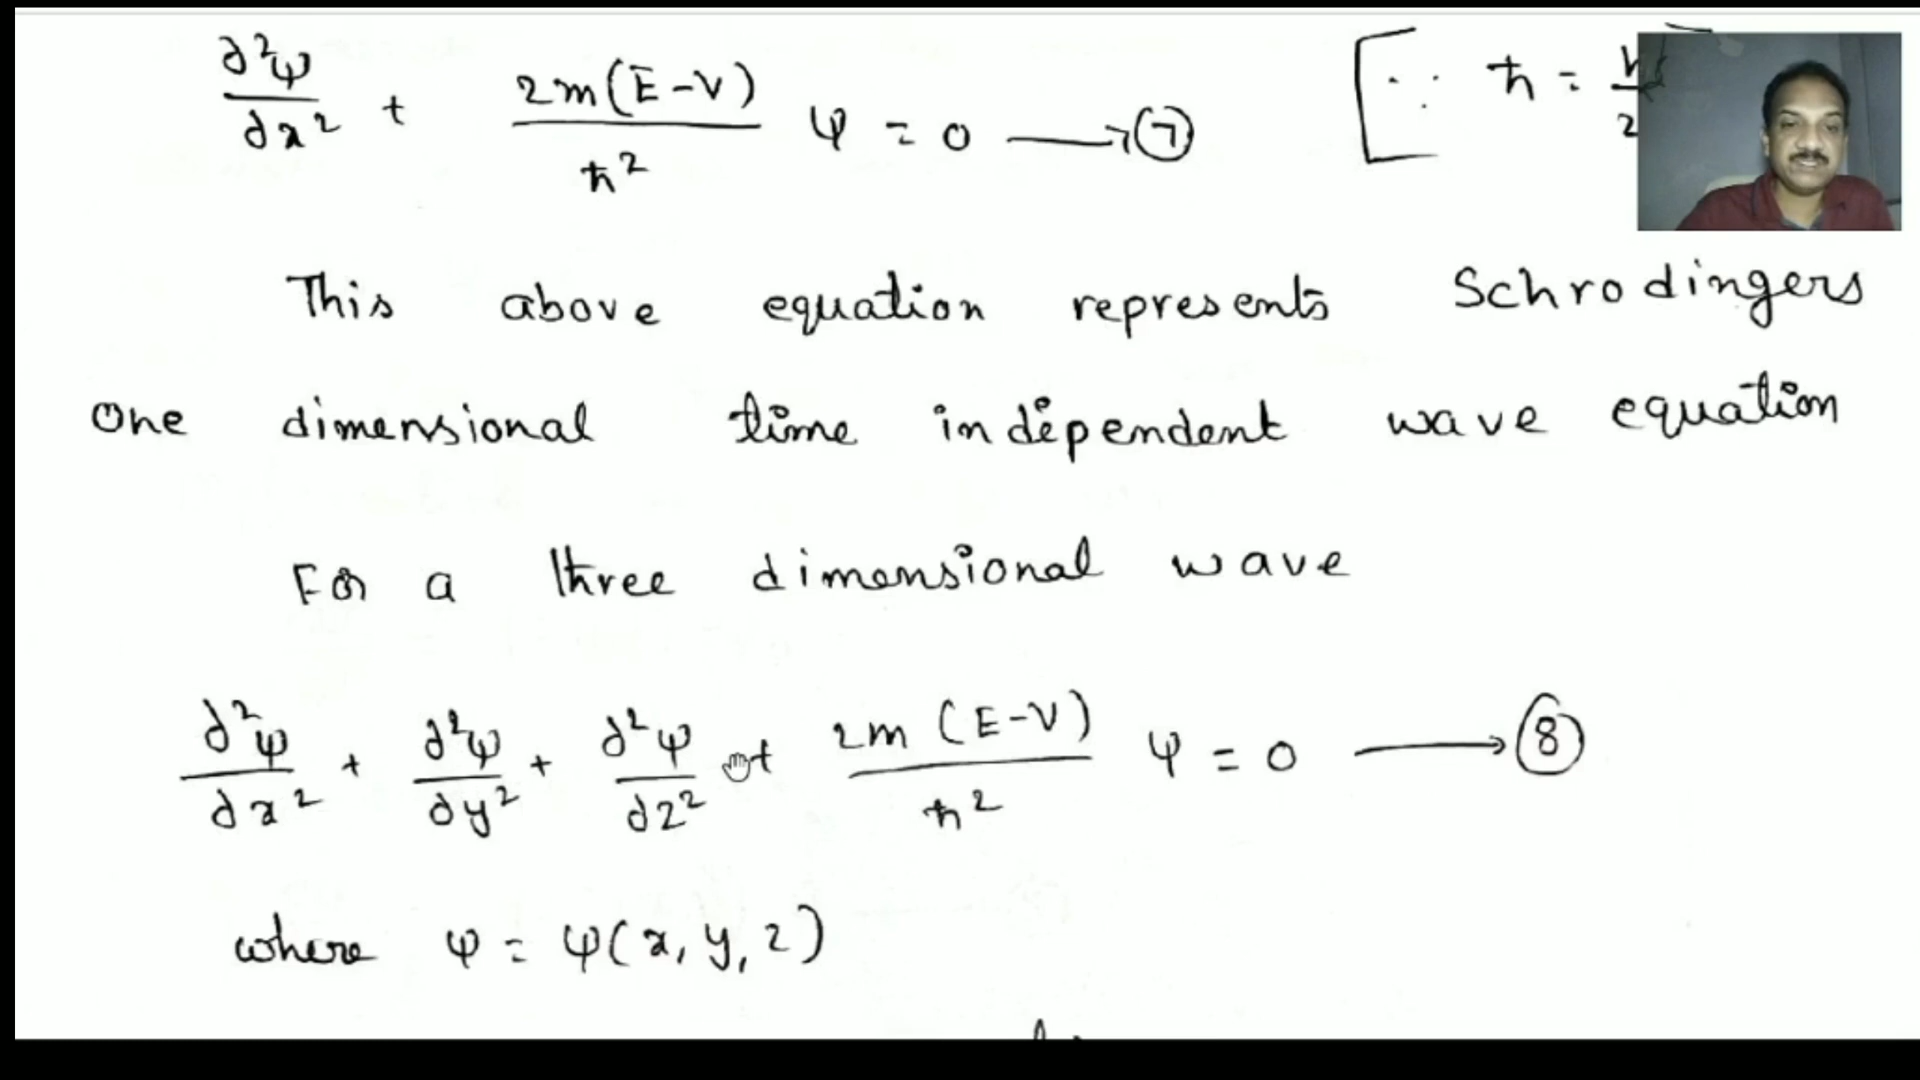 ∂²ψ/∂x² + 2m(E-V)/ħ² ψ = 0 ⟶ ⑦ [∵ ħ =
This above equation represents Schrodingers
One dimensional time independent wave equation
For a three dimensional wave
∂²ψ/∂x² + ∂²ψ/∂y² + ∂²ψ/∂z² + 2m (E-V)/ħ² ψ = 0 ⟶ ⑧
where ψ = ψ(x, y, z)